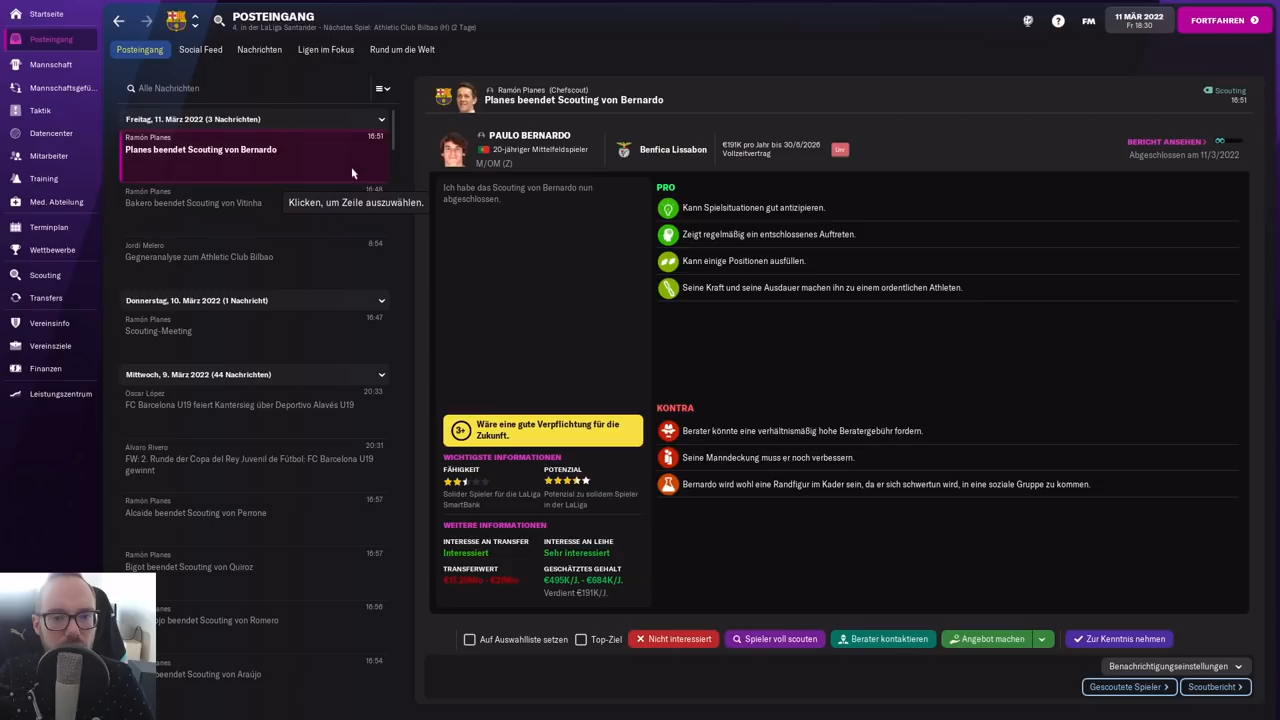 POSTEINGANG
4. in der LaLiga Santander - Nächstes Spiel: Athletic Club Bilbao (H) (2 Tage)
FM
11 MÄR 2022
Fr 18:30
FORTFAHREN
Startseite
Posteingang
Mannschaft
Mannschaftsgefü...
Taktik
Datencenter
Mitarbeiter
Training
Med. Abteilung
Terminplan
Wettbewerbe
Scouting
Transfers
Vereinsinfo
Vereinsziele
Finanzen
Leistungszentrum
Posteingang
Social Feed
Nachrichten
Ligen im Fokus
Rund um die Welt
Alle Nachrichten
Freitag, 11. März 2022 (3 Nachrichten)
Ramón Planes 16:51
Planes beendet Scouting von Bernardo
Ramón Planes 16:48
Bakero beendet Scouting von Vitinha
Klicken, um Zeile auszuwählen.
Jordi Melero 8:54
Gegneranalyse zum Athletic Club Bilbao
Donnerstag, 10. März 2022 (1 Nachricht)
Ramón Planes 16:47
Scouting-Meeting
Mittwoch, 9. März 2022 (44 Nachrichten)
Óscar López 20:33
FC Barcelona U19 feiert Kantersieg über Deportivo Alavés U19
Álvaro Rivero 20:31
FW: 2. Runde der Copa del Rey Juvenil de Fútbol: FC Barcelona U19
gewinnt
Ramón Planes 16:57
Alcaide beendet Scouting von Perrone
Ramón Planes 16:57
Bigot beendet Scouting von Quiroz
Planes 16:56
ojo beendet Scouting von Romero
Planes 16:54
beendet Scouting von Araújo
Ramón Planes (Chefscout)
Planes beendet Scouting von Bernardo
Scouting
16:51
PAULO BERNARDO
20-jähriger Mittelfeldspieler
M/OM (Z)
Benfica Lissabon
€191K pro Jahr bis 30/6/2026
Vollzeitvertrag
Unv
BERICHT ANSEHEN
Abgeschlossen am 11/3/2022
Ich habe das Scouting von Bernardo nun
abgeschlossen.
3+
Wäre eine gute Verpflichtung für die
Zukunft.
WICHTIGSTE INFORMATIONEN
FÄHIGKEIT POTENZIAL
Solider Spieler für die LaLiga
SmartBank
Potenzial zu solidem Spieler
in der LaLiga
WEITERE INFORMATIONEN
INTERESSE AN TRANSFER INTERESSE AN LEIHE
Interessiert Sehr interessiert
TRANSFERWERT GESCHÄTZTES GEHALT
€495K/J. - €684K/J.
Verdient €191K/J.
PRO
Kann Spielsituationen gut antizipieren.
Zeigt regelmäßig ein entschlossenes Auftreten.
Kann einige Positionen ausfüllen.
Seine Kraft und seine Ausdauer machen ihn zu einem ordentlichen Athleten.
KONTRA
Berater könnte eine verhältnismäßig hohe Beratergebühr fordern.
Seine Manndeckung muss er noch verbessern.
Bernardo wird wohl eine Randfigur im Kader sein, da er sich schwertun wird, in eine soziale Gruppe zu kommen.
Auf Auswahlliste setzen
Top-Ziel
Nicht interessiert
Spieler voll scouten
Berater kontaktieren
Angebot machen
Zur Kenntnis nehmen
Benachrichtigungseinstellungen
Gescoutete Spieler
Scoutbericht